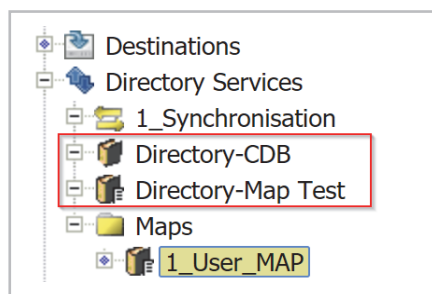 Destinations
Directory Services
1_Synchronisation
Directory-CDB
Directory-Map Test
Maps
1_User_MAP